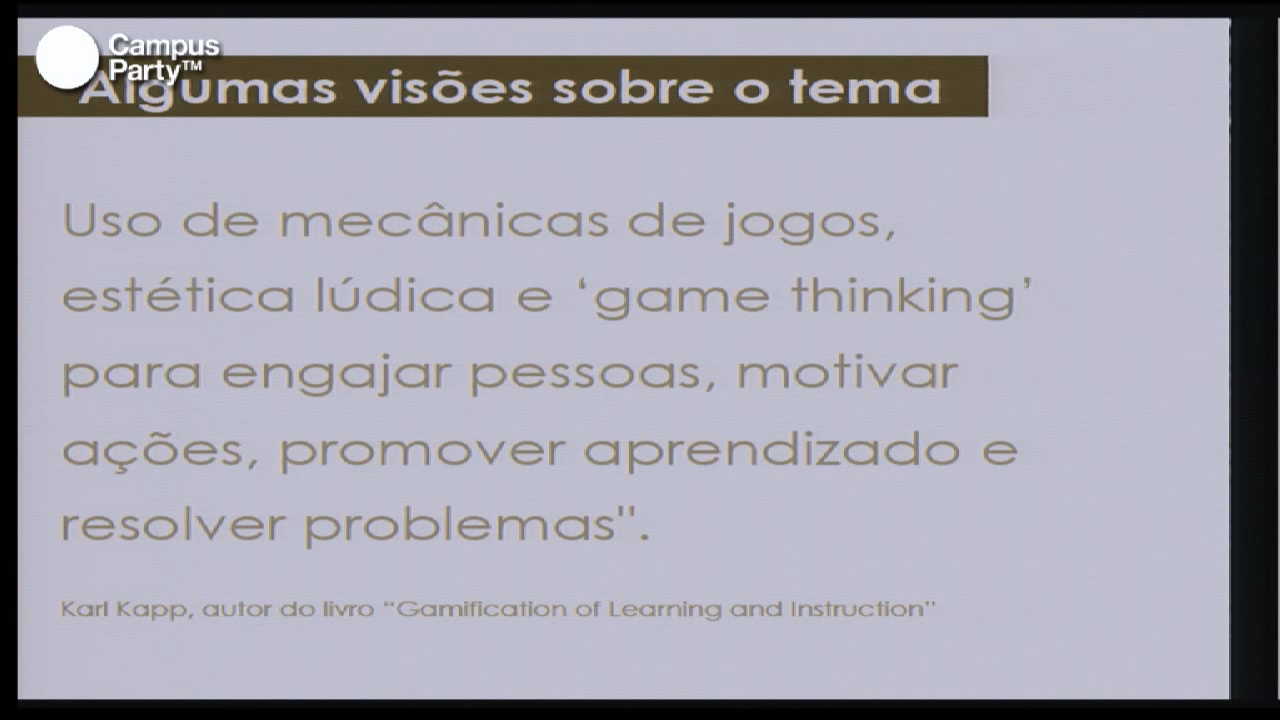 Campus
Party™
Algumas visões sobre o tema
Uso de mecânicas de jogos,
estética lúdica e ‘game thinking’
para engajar pessoas, motivar
ações, promover aprendizado e
resolver problemas".
Karl Kapp, autor do livro “Gamification of Learning and Instruction”